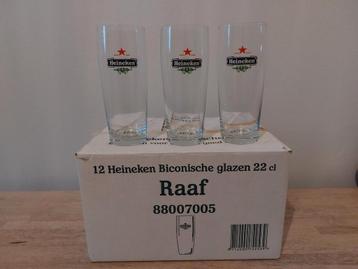 Heineken
Heineken
Heineken
12 Heineken Biconische glazen 22 cl
Raaf
88007005